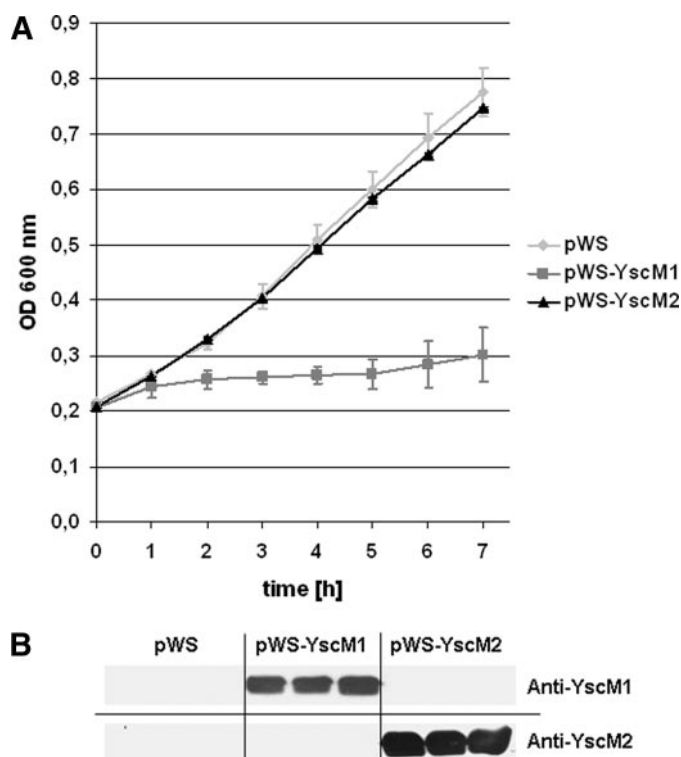 A
0,9
0,8
0,7
0,6
0,5
0,4
0,3
0,2
0,1
0,0
OD 600 nm
0 1 2 3 4 5 6 7
time [h]
pWS
pWS-YscM1
pWS-YscM2
B
pWS pWS-YscM1 pWS-YscM2
Anti-YscM1
Anti-YscM2